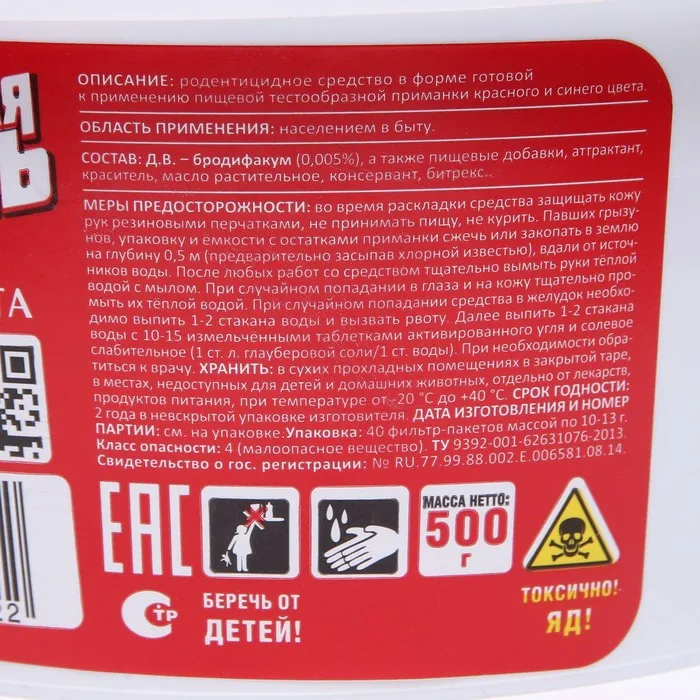 Я
Ь
ТА
ОПИСАНИЕ: родентицидное средство в форме готовой
к применению пищевой тестообразной приманки красного и синего цвета.
ОБЛАСТЬ ПРИМЕНЕНИЯ: населением в быту.
СОСТАВ: Д.В. – бродифакум (0,005%), а также пищевые добавки, аттрактант,
краситель, масло растительное, консервант, битрекс..
МЕРЫ ПРЕДОСТОРОЖНОСТИ: во время раскладки средства защищать кожу
рук резиновыми перчатками, не принимать пищу, не курить. Павших грызу-
нов, упаковку и ёмкости с остатками приманки сжечь или закопать в землю
на глубину 0,5 м (предварительно засыпав хлорной известью), вдали от источ-
ников воды. После любых работ со средством тщательно вымыть руки тёплой
водой с мылом. При случайном попадании в глаза и на кожу тщательно про-
мыть их тёплой водой. При случайном попадании средства в желудок необхо-
димо выпить 1-2 стакана воды и вызвать рвоту. Далее выпить 1-2 стакана
воды с 10-15 измельчёнными таблетками активированного угля и солевое
слабительное (1 ст. л. глауберовой соли/1 ст. воды). При необходимости обра-
титься к врачу. ХРАНИТЬ: в сухих прохладных помещениях в закрытой таре,
в местах, недоступных для детей и домашних животных, отдельно от лекарств,
продуктов питания, при температуре от -20 °С до +40 °С. СРОК ГОДНОСТИ:
2 года в невскрытой упаковке изготовителя. ДАТА ИЗГОТОВЛЕНИЯ И НОМЕР
ПАРТИИ: см. на упаковке. Упаковка: 40 фильтр-пакетов массой по 10-13 г.
Класс опасности: 4 (малоопасное вещество). ТУ 9392-001-62631076-2013.
Свидетельство о гос. регистрации: № RU.77.99.88.002.Е.006581.08.14.
ЕАС
МАССА НЕТТО:
500
г
ТР
БЕРЕЧЬ ОТ
ДЕТЕЙ!
ТОКСИЧНО!
ЯД!
22